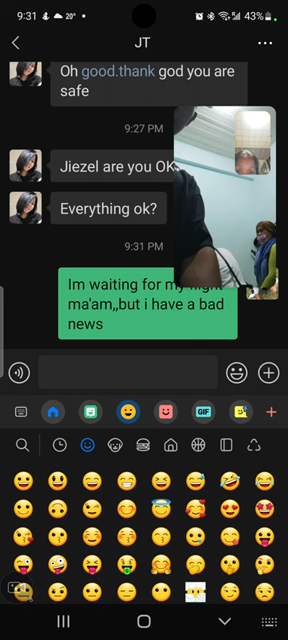 9:31
20°
43%
JT
Oh good.thank god you are
safe
9:27 PM
Jiezel are you OK
Everything ok?
9:31 PM
Im waiting for my flight
ma'am,,but i have a bad
news
GIF